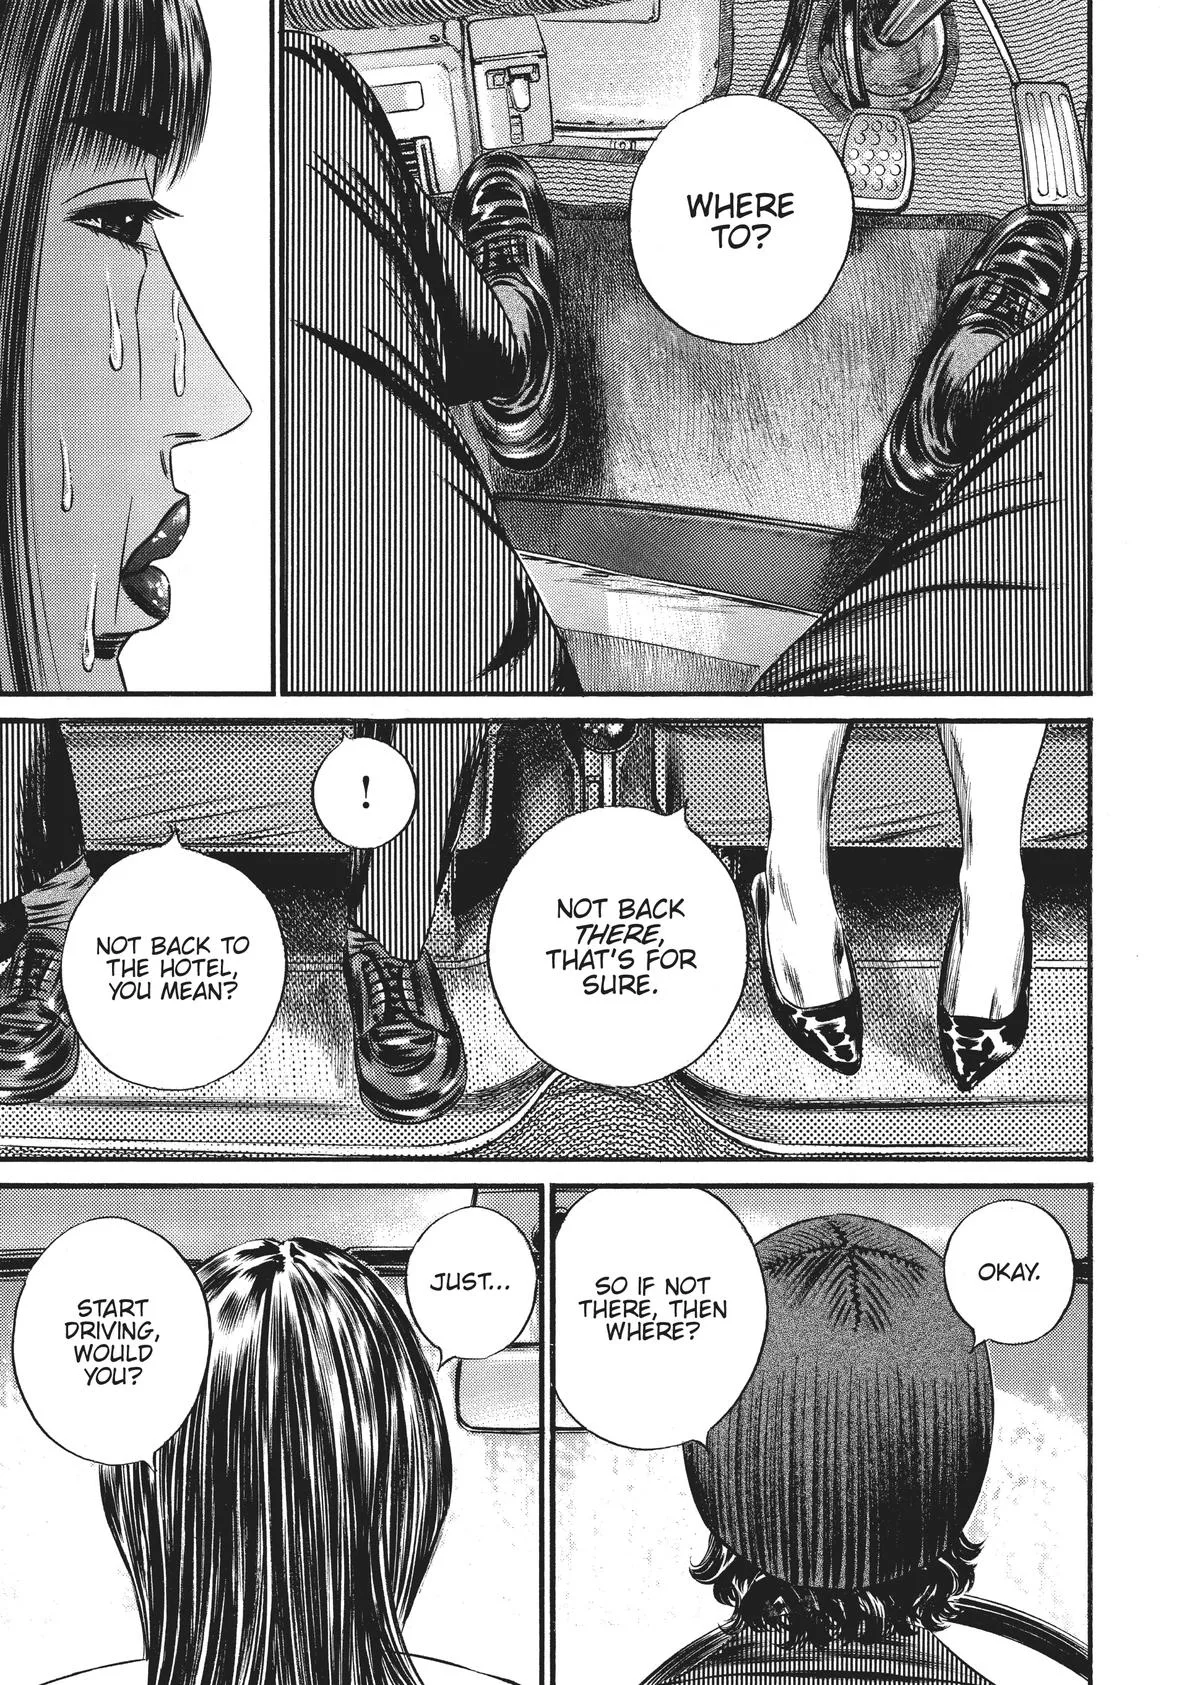 WHERE
TO?
NOT BACK
THERE,
THAT'S FOR
SURE.
!
NOT BACK TO
THE HOTEL,
YOU MEAN?
OKAY.
SO IF NOT
THERE, THEN
WHERE?
JUST...
START
DRIVING,
WOULD
YOU?